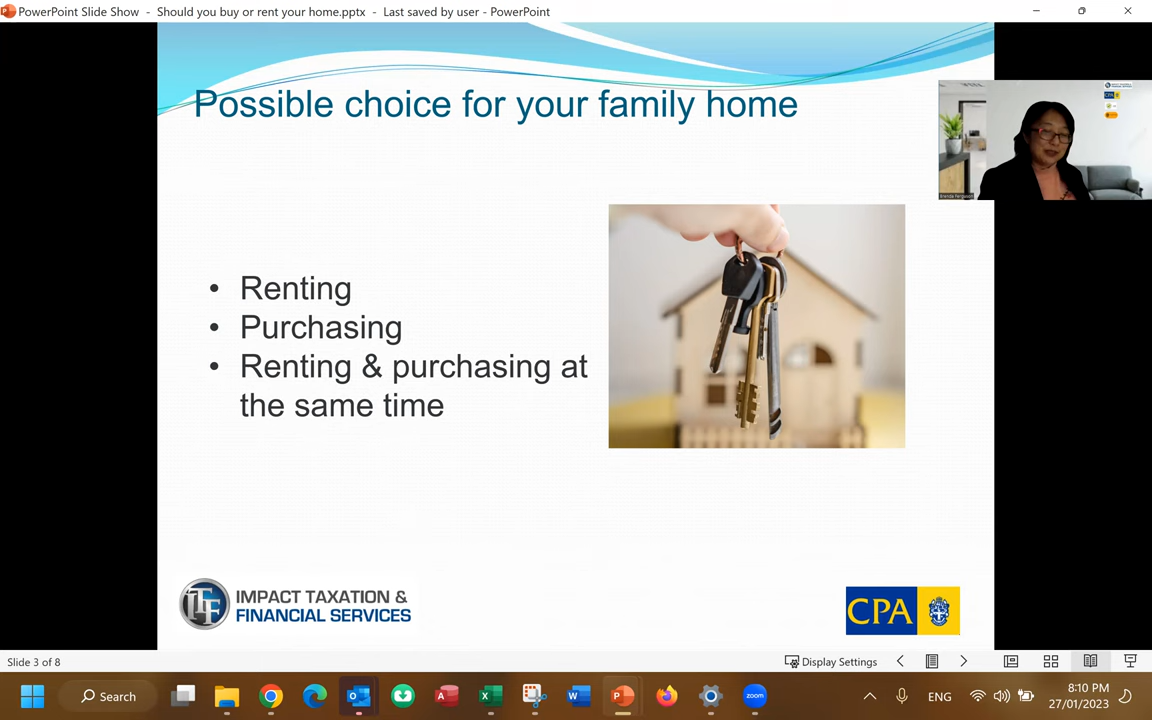 PowerPoint Slide Show - Should you buy or rent your home.pptx - Last saved by user - PowerPoint
Possible choice for your family home
CPA
• Renting
• Purchasing
• Renting & purchasing at
the same time
IMPACT TAXATION &
FINANCIAL SERVICES
CPA
Slide 3 of 8
Display Settings
Search
ENG
8:10 PM
27/01/2023
zoom